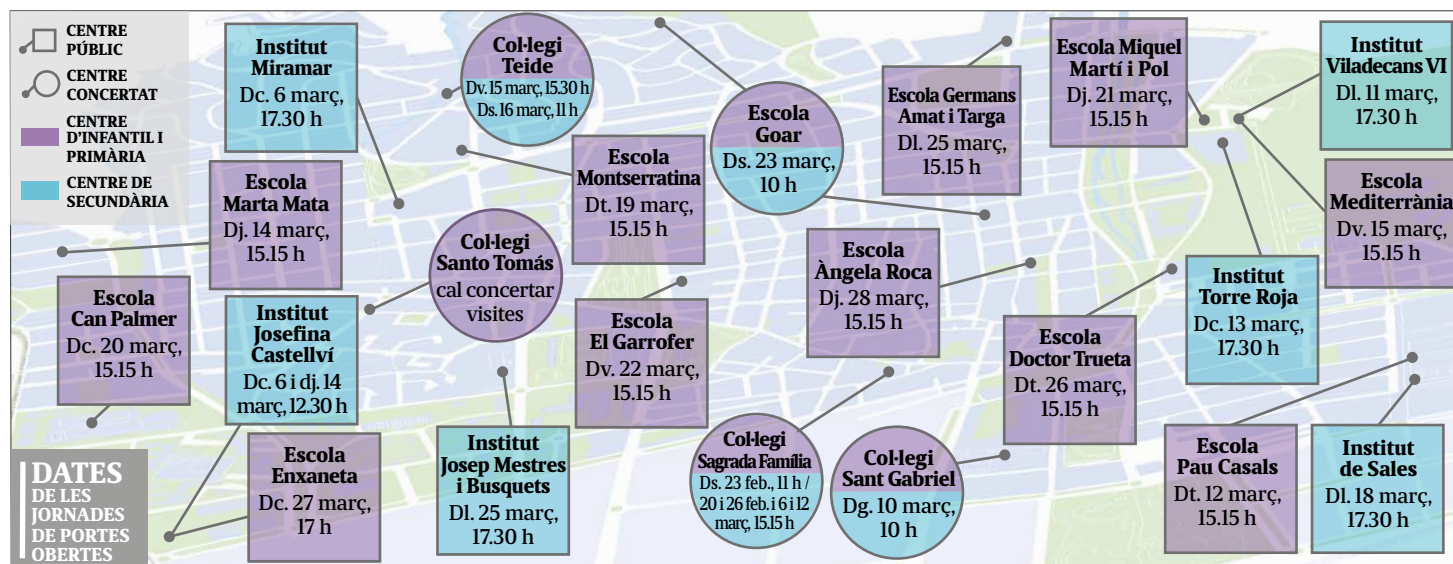 CENTRE
PÚBLIC
CENTRE
CONCERTAT
CENTRE
D'INFANTIL I
PRIMÀRIA
CENTRE DE
SECUNDÀRIA
Institut
Miramar
Dc. 6 març,
17.30 h
Col·legi
Teide
Dv. 15 març, 15.30 h
Ds. 16 març, 11 h
Escola
Goar
Ds. 23 març,
10 h
Escola Germans
Amat i Targa
Dl. 25 març,
15.15 h
Escola Miquel
Martí i Pol
Dj. 21 març,
15.15 h
Institut
Viladecans VI
Dl. 11 març,
17.30 h
Escola
Marta Mata
Dj. 14 març,
15.15 h
Escola
Montserratina
Dt. 19 març,
15.15 h
Escola
Mediterrània
Dv. 15 març,
15.15 h
Col·legi
Santo Tomás
cal concertar
visites
Escola
Àngela Roca
Dj. 28 març,
15.15 h
Institut
Torre Roja
Dc. 13 març,
17.30 h
Escola
Can Palmer
Dc. 20 març,
15.15 h
Institut
Josefina
Castellví
Dc. 6 i dj. 14
març, 12.30 h
Escola
El Garrofer
Dv. 22 març,
15.15 h
Escola
Doctor Trueta
Dt. 26 març,
15.15 h
Escola
Enxaneta
Dc. 27 març,
17 h
Institut
Josep Mestres
i Busquets
Dl. 25 març,
17.30 h
Col·legi
Sagrada Família
Ds. 23 feb., 11 h /
20 i 26 feb. i 6 i 12
març, 15.15 h
Col·legi
Sant Gabriel
Dg. 10 març,
10 h
Escola
Pau Casals
Dt. 12 març,
15.15 h
Institut
de Sales
Dl. 18 març,
17.30 h
DATES
DE LES
JORNADES
DE PORTES
OBERTES